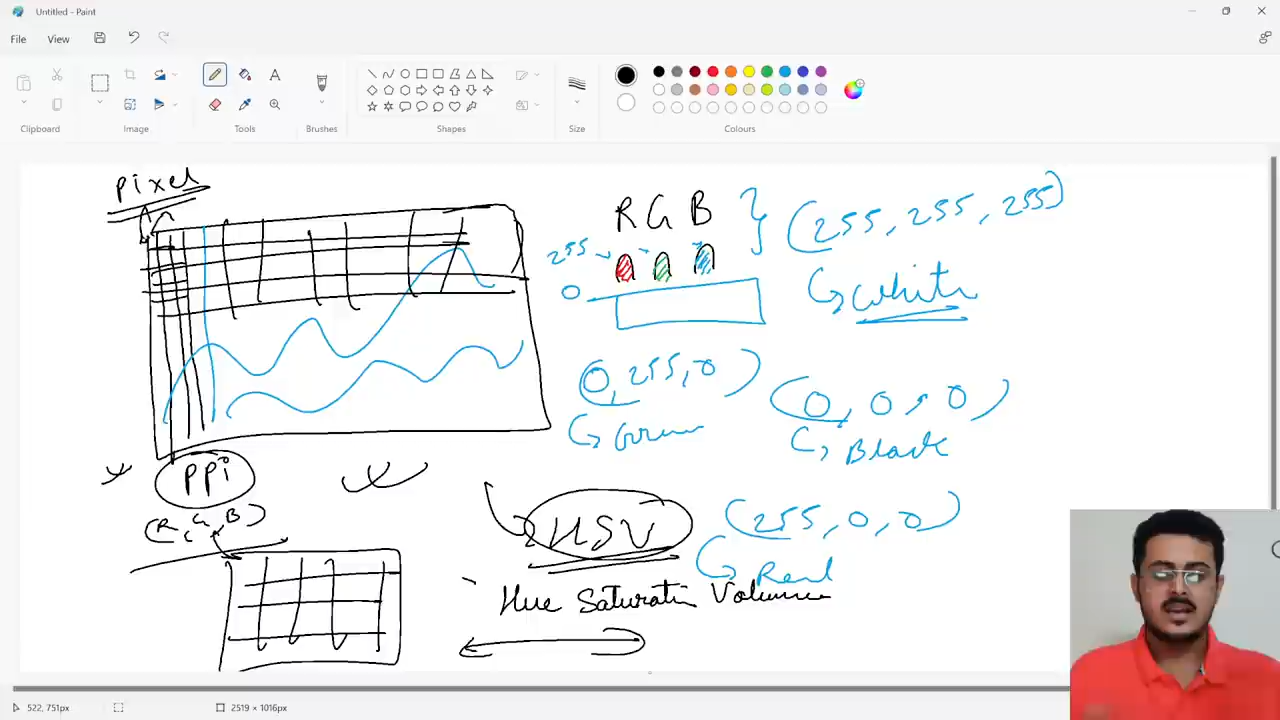 Untitled - Paint
File View
Clipboard Image Tools Brushes Shapes Size Colours
pixel
R G B
(255, 255, 255)
255
0
White
0, 255, 0)
Green
(0, 0, 0)
Black
PPi
(R, G, B)
HSV
(255, 0, 0)
Red
Hue Saturatin Volume
522, 751px
2519 × 1016px